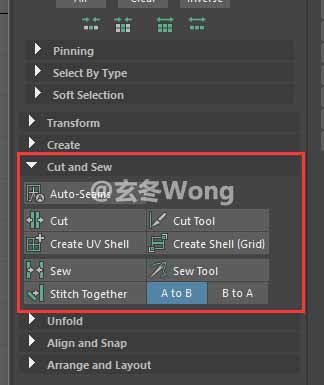 All Clear Inverse
Pinning
Select By Type
Soft Selection
Transform
Create
Cut and Sew
Auto-Seams
@玄冬Wong
Cut Cut Tool
Create UV Shell Create Shell (Grid)
Sew Sew Tool
Stitch Together A to B B to A
Unfold
Align and Snap
Arrange and Layout